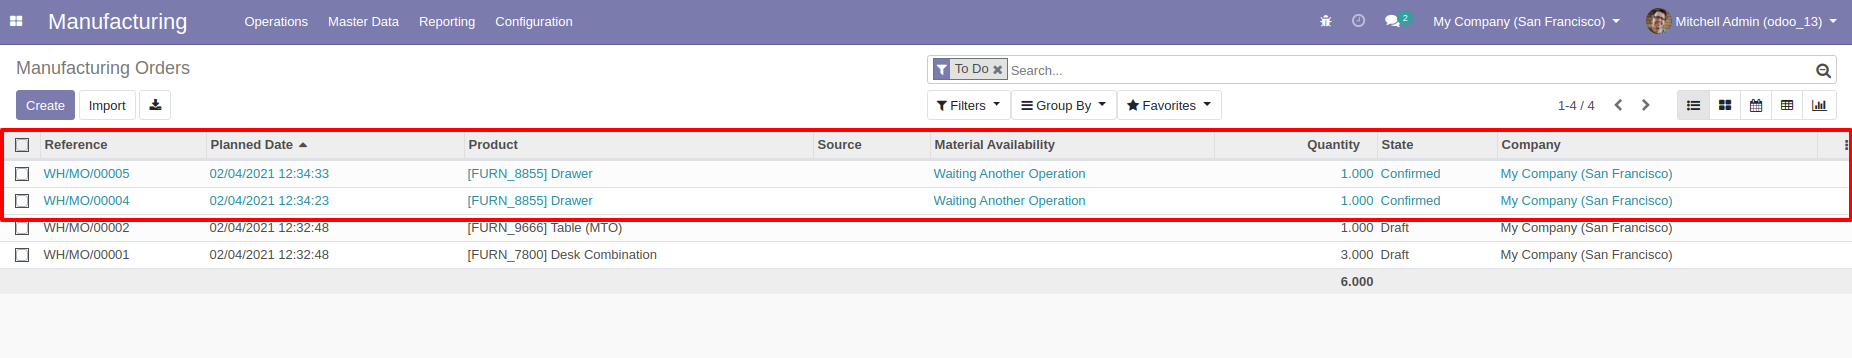 Manufacturing Operations Master Data Reporting Configuration 2 My Company (San Francisco) Mitchell Admin (odoo_13)
Manufacturing Orders To Do Search...
Create Import Filters Group By Favorites 1-4 / 4
Reference Planned Date Product Source Material Availability Quantity State Company
WH/MO/00005 02/04/2021 12:34:33 [FURN_8855] Drawer Waiting Another Operation 1.000 Confirmed My Company (San Francisco)
WH/MO/00004 02/04/2021 12:34:23 [FURN_8855] Drawer Waiting Another Operation 1.000 Confirmed My Company (San Francisco)
WH/MO/00002 02/04/2021 12:32:48 [FURN_9666] Table (MTO) 1.000 Draft My Company (San Francisco)
WH/MO/00001 02/04/2021 12:32:48 [FURN_7800] Desk Combination 3.000 Draft My Company (San Francisco)
6.000